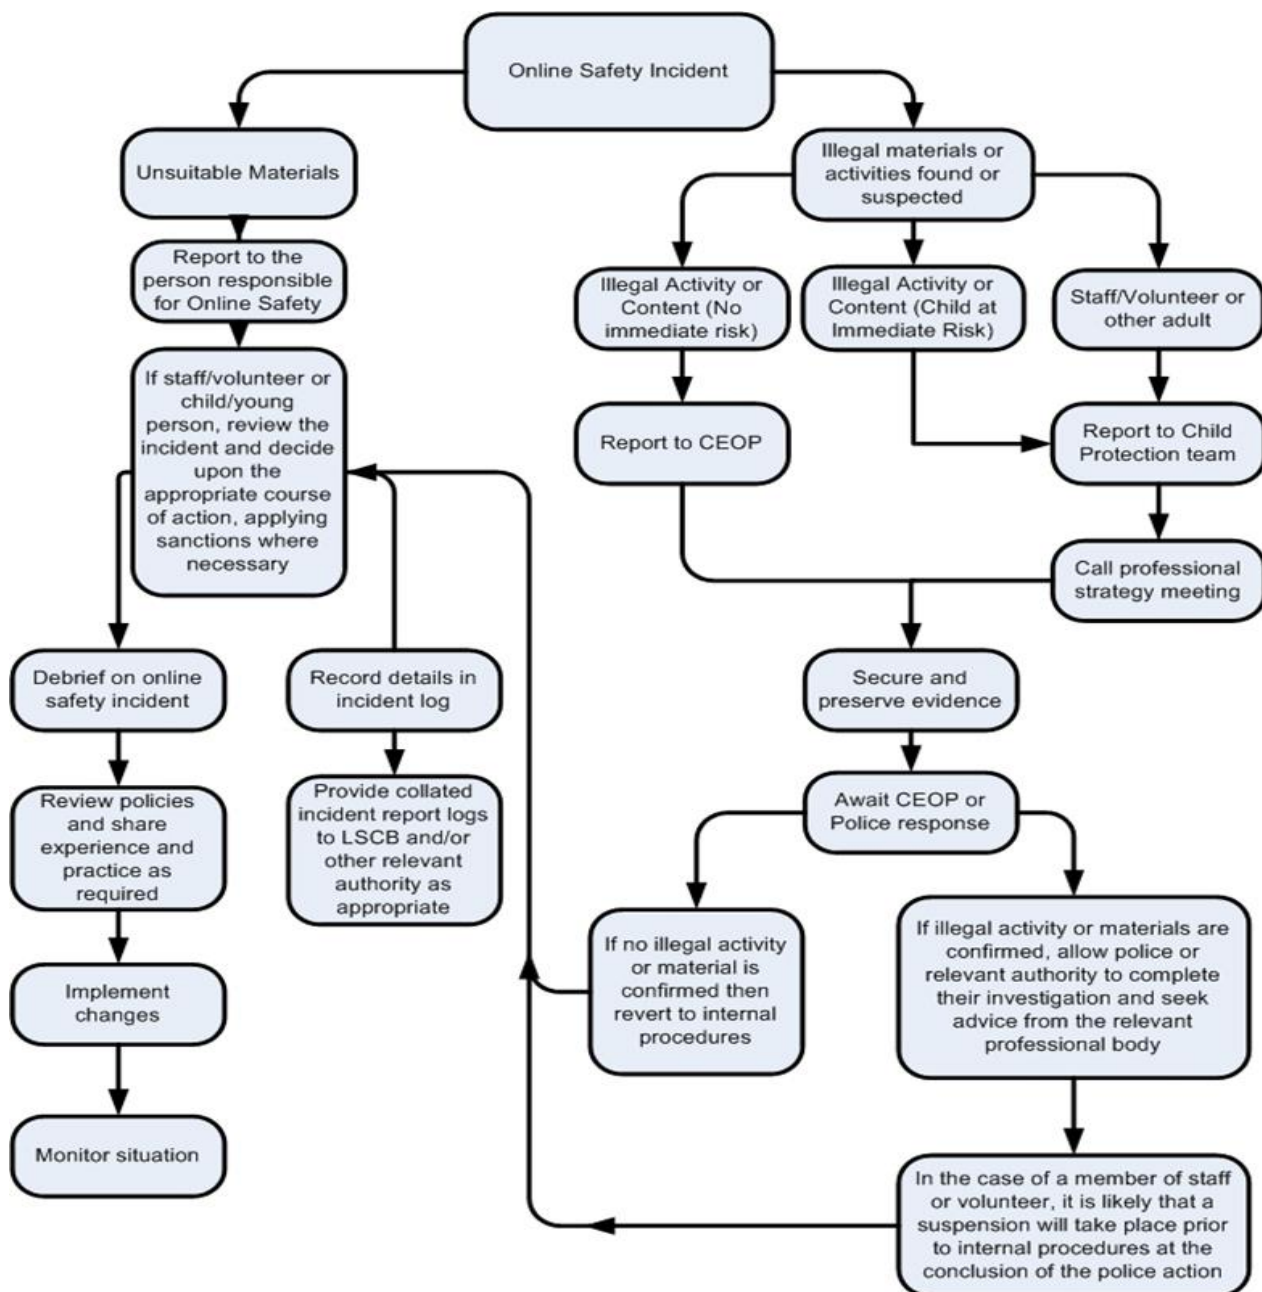 Online Safety Incident
Unsuitable Materials
Report to the
person responsible
for Online Safety
If staff/volunteer or
child/young
person, review the
incident and decide
upon the
appropriate course
of action, applying
sanctions where
necessary
Debrief on online
safety incident
Review policies
and share
experience and
practice as
required
Implement
changes
Monitor situation
Record details in
incident log
Provide collated
incident report logs
to LSCB and/or
other relevant
authority as
appropriate
Illegal materials or
activities found or
suspected
Illegal Activity or
Content (No
immediate risk)
Illegal Activity or
Content (Child at
Immediate Risk)
Staff/Volunteer or
other adult
Report to CEOP
Report to Child
Protection team
Call professional
strategy meeting
Secure and
preserve evidence
Await CEOP or
Police response
If no illegal activity
or material is
confirmed then
revert to internal
procedures
If illegal activity or materials are
confirmed, allow police or
relevant authority to complete
their investigation and seek
advice from the relevant
professional body
In the case of a member of staff
or volunteer, it is likely that a
suspension will take place prior
to internal procedures at the
conclusion of the police action